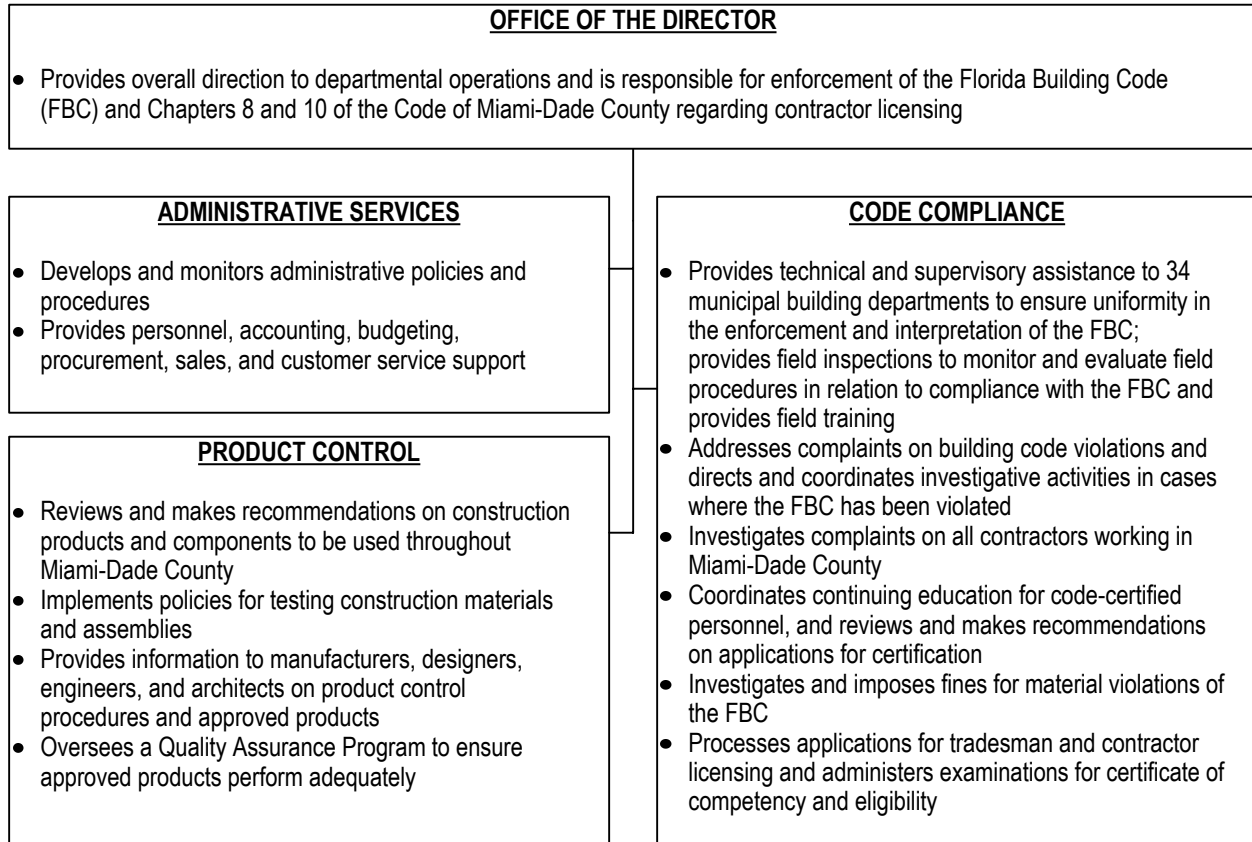 OFFICE OF THE DIRECTOR
• Provides overall direction to departmental operations and is responsible for enforcement of the Florida Building Code
(FBC) and Chapters 8 and 10 of the Code of Miami-Dade County regarding contractor licensing
ADMINISTRATIVE SERVICES
• Develops and monitors administrative policies and
procedures
• Provides personnel, accounting, budgeting,
procurement, sales, and customer service support
PRODUCT CONTROL
• Reviews and makes recommendations on construction
products and components to be used throughout
Miami-Dade County
• Implements policies for testing construction materials
and assemblies
• Provides information to manufacturers, designers,
engineers, and architects on product control
procedures and approved products
• Oversees a Quality Assurance Program to ensure
approved products perform adequately
CODE COMPLIANCE
• Provides technical and supervisory assistance to 34
municipal building departments to ensure uniformity in
the enforcement and interpretation of the FBC;
provides field inspections to monitor and evaluate field
procedures in relation to compliance with the FBC and
provides field training
• Addresses complaints on building code violations and
directs and coordinates investigative activities in cases
where the FBC has been violated
• Investigates complaints on all contractors working in
Miami-Dade County
• Coordinates continuing education for code-certified
personnel, and reviews and makes recommendations
on applications for certification
• Investigates and imposes fines for material violations of
the FBC
• Processes applications for tradesman and contractor
licensing and administers examinations for certificate of
competency and eligibility